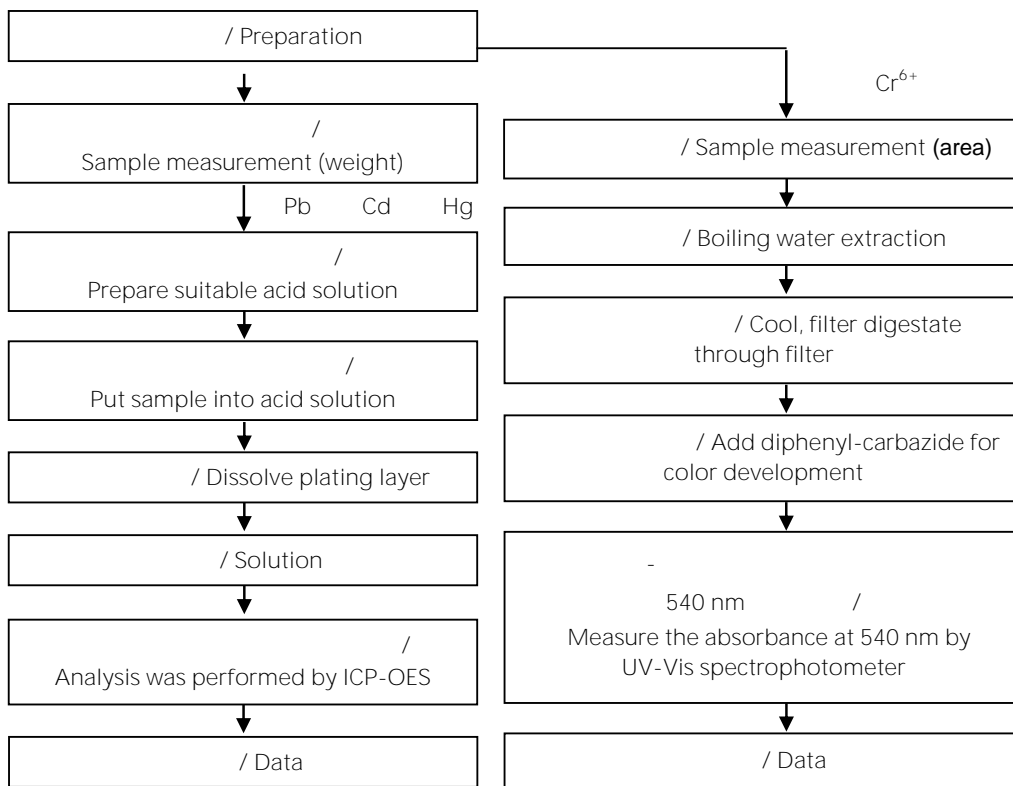 / Preparation
/
Sample measurement (weight)
Pb Cd Hg
/
Prepare suitable acid solution
/
Put sample into acid solution
/ Dissolve plating layer
/ Solution
/
Analysis was performed by ICP-OES
/ Data
Cr⁶⁺
/ Sample measurement (area)
/ Boiling water extraction
/ Cool, filter digestate
through filter
/ Add diphenyl-carbazide for
color development
-
540 nm /
Measure the absorbance at 540 nm by
UV-Vis spectrophotometer
/ Data